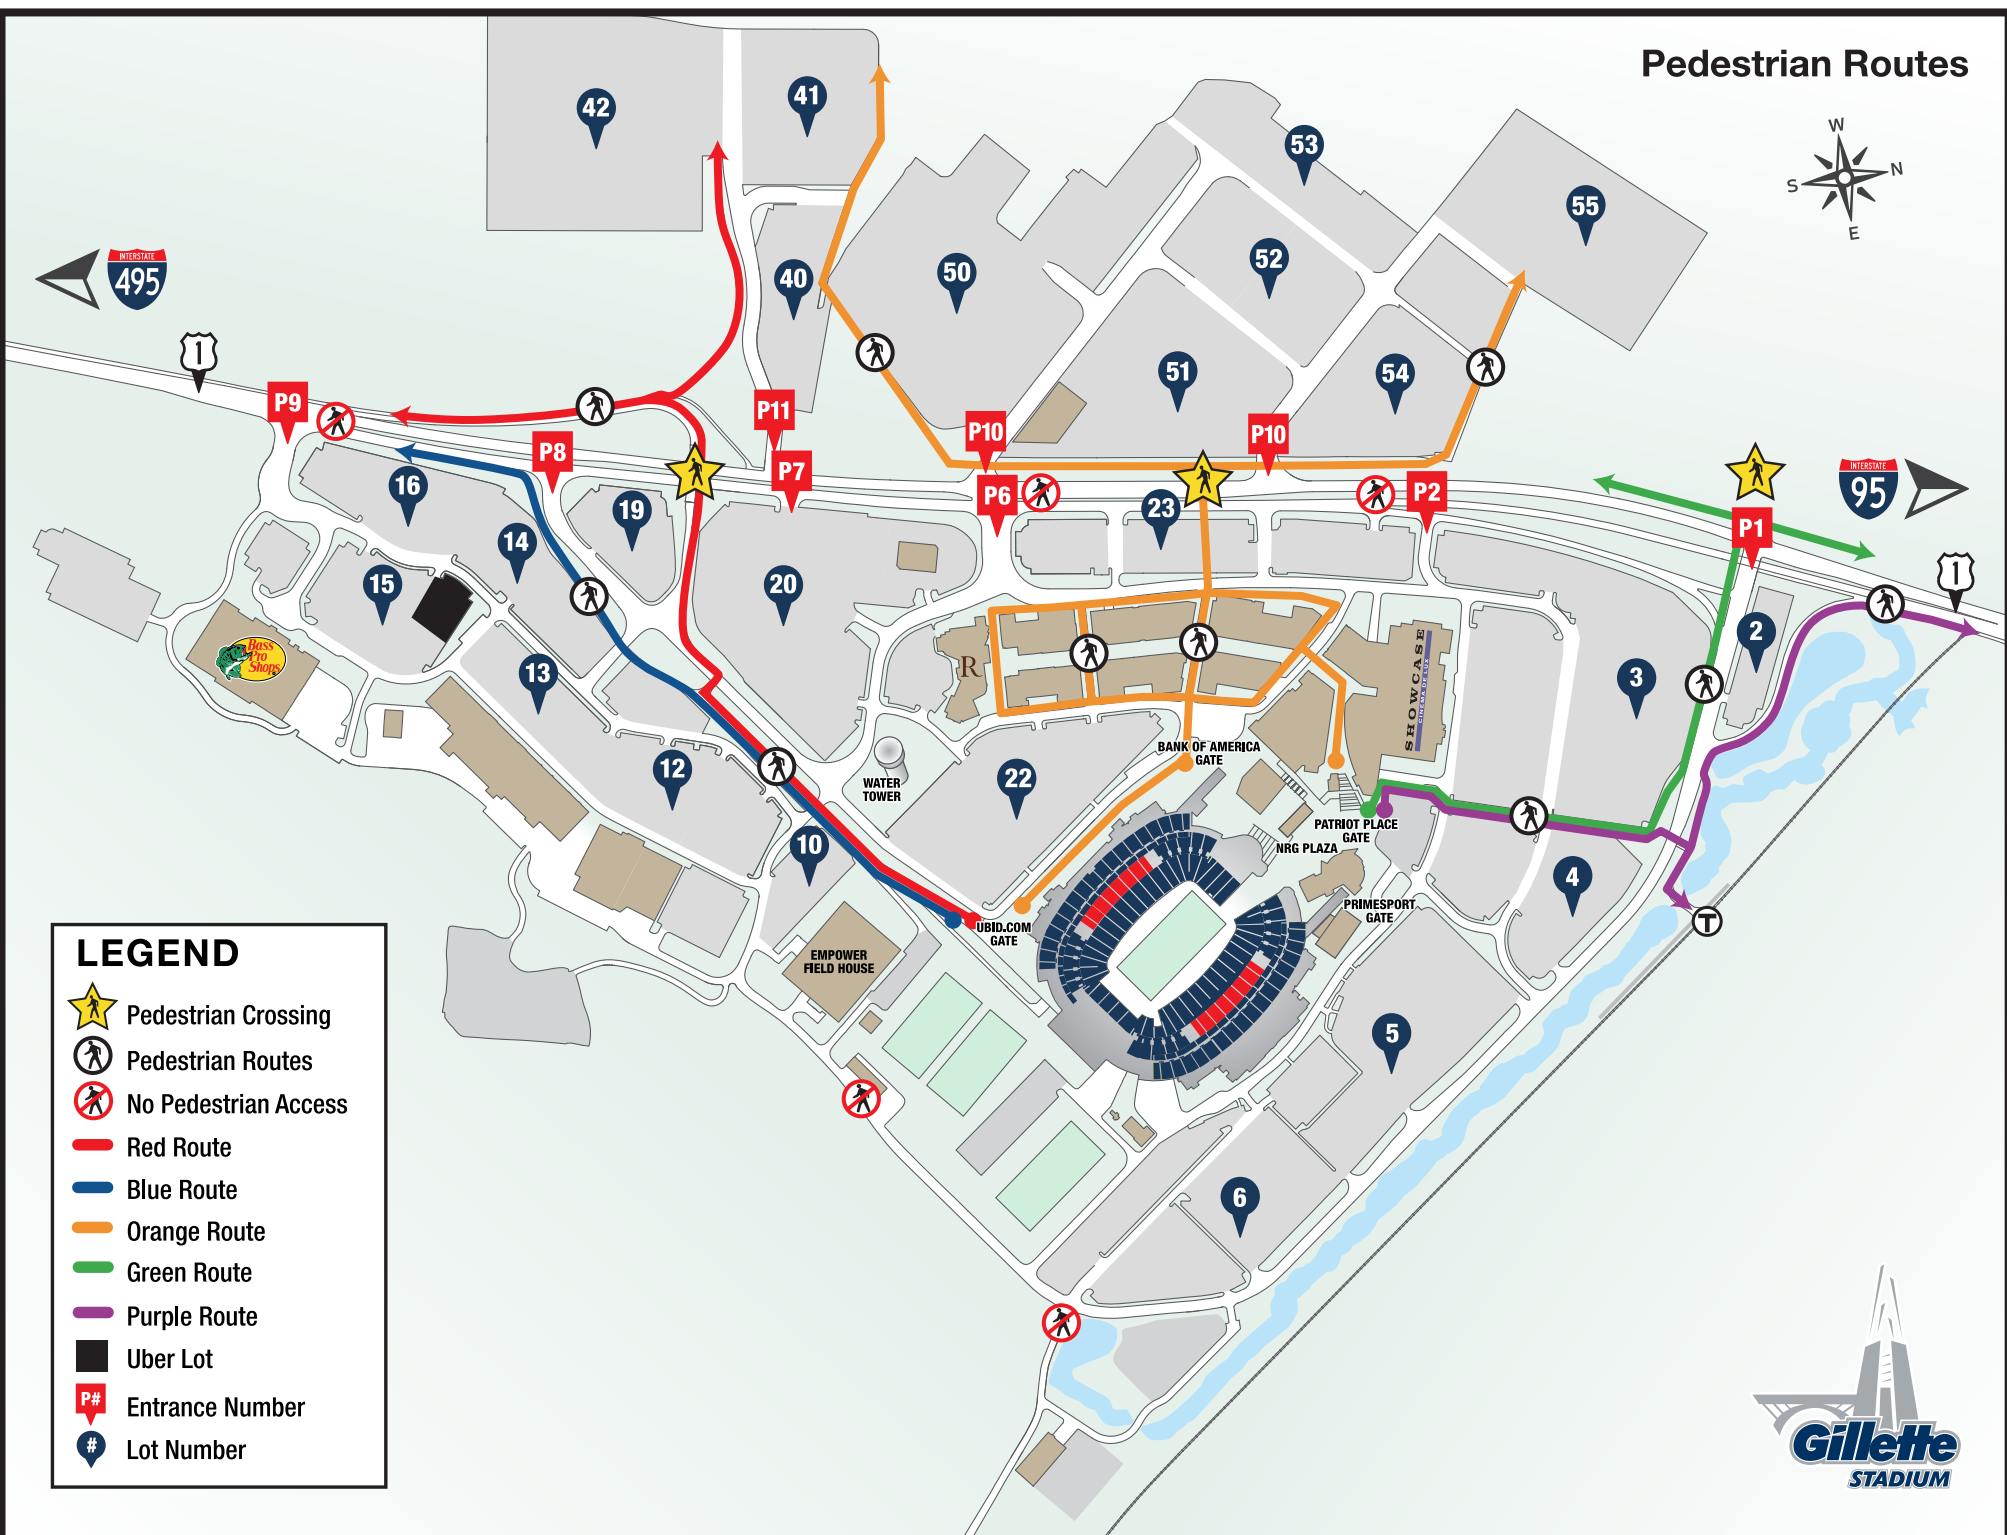 Pedestrian Routes
W
N
S
E
42
41
53
55
40
50
52
INTERSTATE
495
51
54
1
P9
P11
P10
P10
P8
P7
P6
P2
P1
INTERSTATE
95
16
19
23
14
20
15
1
2
Bass
Pro
Shops
R
13
SHOWCASE
CINEMA DE LUX
3
12
WATER
TOWER
22
BANK OF AMERICA
GATE
10
PATRIOT PLACE
GATE
NRG PLAZA
4
PRIMESPORT
GATE
UBID.COM
GATE
T
EMPOWER
FIELD HOUSE
5
6
LEGEND
Pedestrian Crossing
Pedestrian Routes
No Pedestrian Access
Red Route
Blue Route
Orange Route
Green Route
Purple Route
Uber Lot
P# Entrance Number
# Lot Number
Gillette
STADIUM